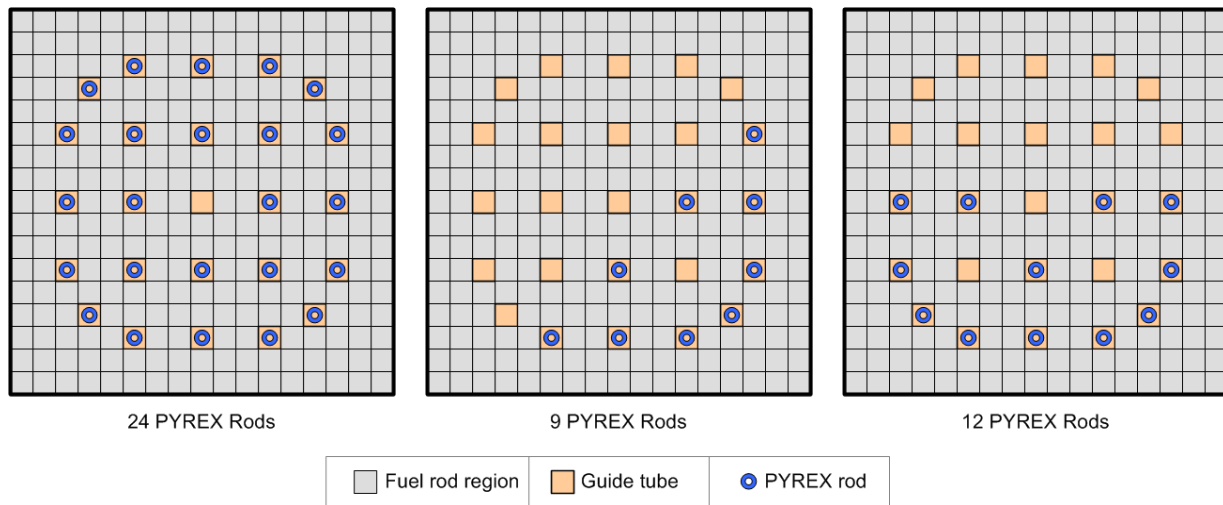 24 PYREX Rods
9 PYREX Rods
12 PYREX Rods
Fuel rod region
Guide tube
PYREX rod